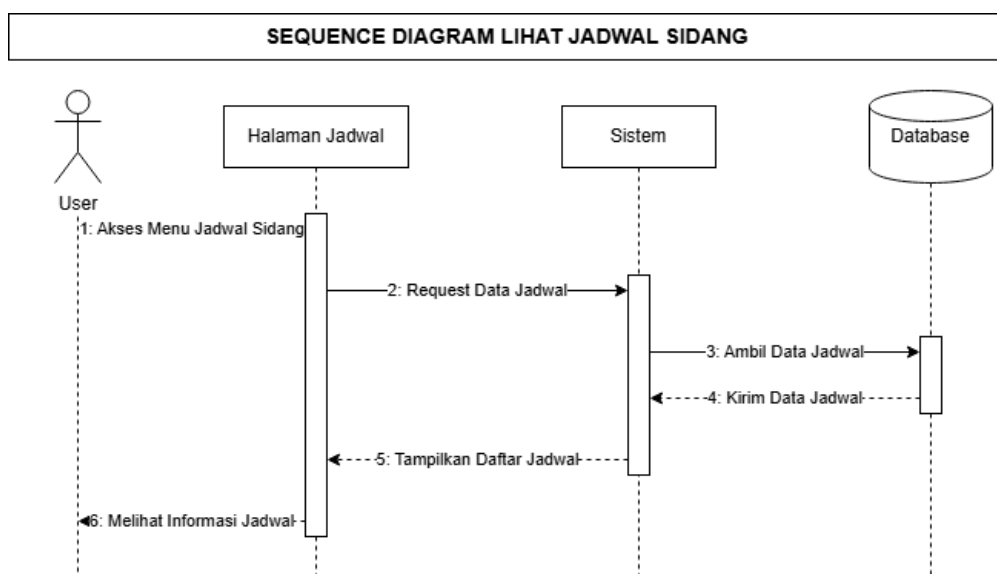 SEQUENCE DIAGRAM LIHAT JADWAL SIDANG
Halaman Jadwal
Sistem
Database
User
1: Akses Menu Jadwal Sidang
2: Request Data Jadwal
3: Ambil Data Jadwal
4: Kirim Data Jadwal
5: Tampilkan Daftar Jadwal
6: Melihat Informasi Jadwal